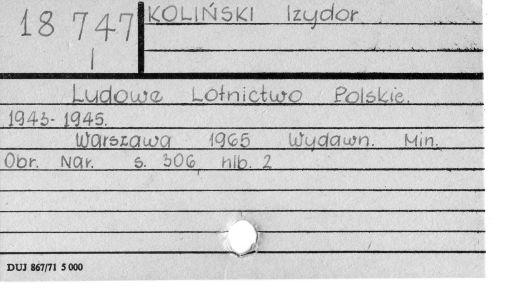 18 747
I
KOLIŃSKI Izydor
Ludowe Lotnictwo Polskie.
1943-1945.
Warszawa 1965 Wydawn. Min.
Obr. Nar. s. 306, nlb. 2
DUJ 867/71 5 000